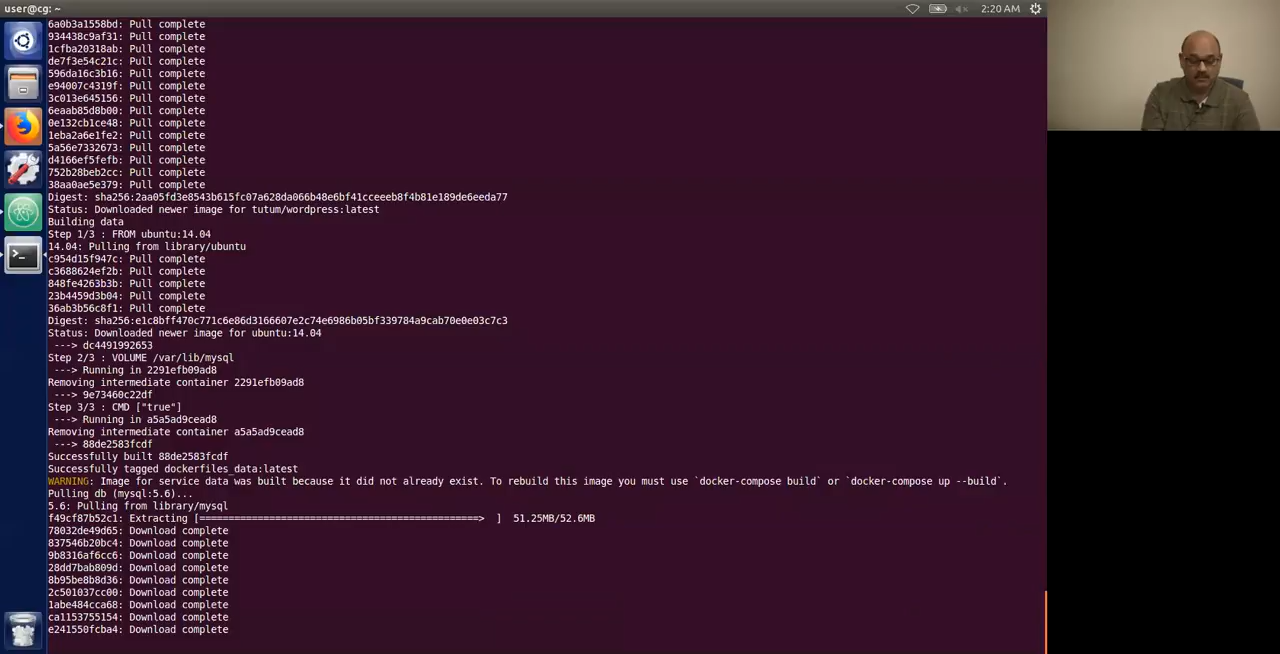 user@cg: ~
2:20 AM
6a0b3a1558bd: Pull complete
934438c9af31: Pull complete
1cfba20318ab: Pull complete
de7f3e54c21c: Pull complete
596da16c3b16: Pull complete
e94007c4319f: Pull complete
3c013e645156: Pull complete
6eaab85d8b00: Pull complete
0e132cb1ce48: Pull complete
1eba2a6e1fe2: Pull complete
5a56e7332673: Pull complete
d4166ef5fefb: Pull complete
752b28beb2cc: Pull complete
38aa0ae5e379: Pull complete
Digest: sha256:2aa05fd3e8543b615fc07a628da066b48e6bf41cceeeb8f4b81e189de6eeda77
Status: Downloaded newer image for tutum/wordpress:latest
Building data
Step 1/3 : FROM ubuntu:14.04
14.04: Pulling from library/ubuntu
c954d15f947c: Pull complete
c3688624ef2b: Pull complete
848fe4263b3b: Pull complete
23b4459d3b04: Pull complete
36ab3b56c8f1: Pull complete
Digest: sha256:e1c8bff470c771c6e86d3166607e2c74e6986b05bf339784a9cab70e0e03c7c3
Status: Downloaded newer image for ubuntu:14.04
---> dc4491992653
Step 2/3 : VOLUME /var/lib/mysql
---> Running in 2291efb09ad8
Removing intermediate container 2291efb09ad8
---> 9e73460c22df
Step 3/3 : CMD ["true"]
---> Running in a5a5ad9cead8
Removing intermediate container a5a5ad9cead8
---> 88de2583fcdf
Successfully built 88de2583fcdf
Successfully tagged dockerfiles_data:latest
WARNING: Image for service data was built because it did not already exist. To rebuild this image you must use `docker-compose build` or `docker-compose up --build`.
Pulling db (mysql:5.6)...
5.6: Pulling from library/mysql
f49cf87b52c1: Extracting [================================================>  ]  51.25MB/52.6MB
78032de49d65: Download complete
837546b20bc4: Download complete
9b8316af6cc6: Download complete
28dd7bab809d: Download complete
8b95be8b8d36: Download complete
2c501037cc00: Download complete
1abe484cca68: Download complete
ca1153755154: Download complete
e241550fcba4: Download complete